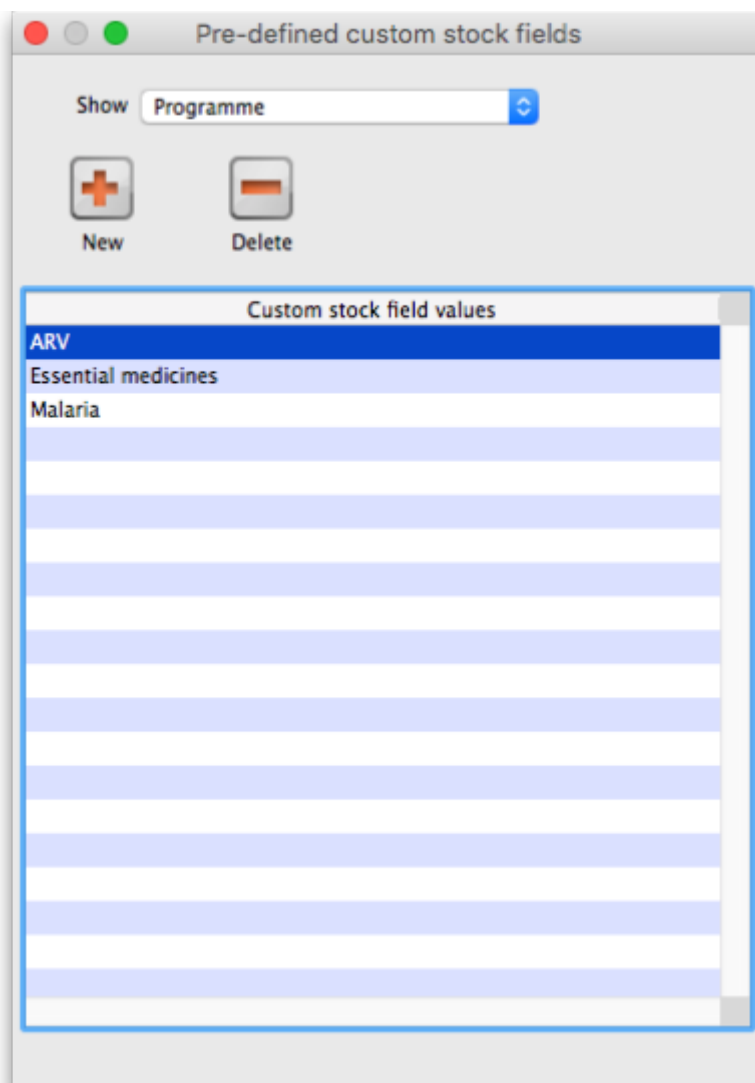 Pre-defined custom stock fields
Show Programme
New Delete
Custom stock field values
ARV
Essential medicines
Malaria